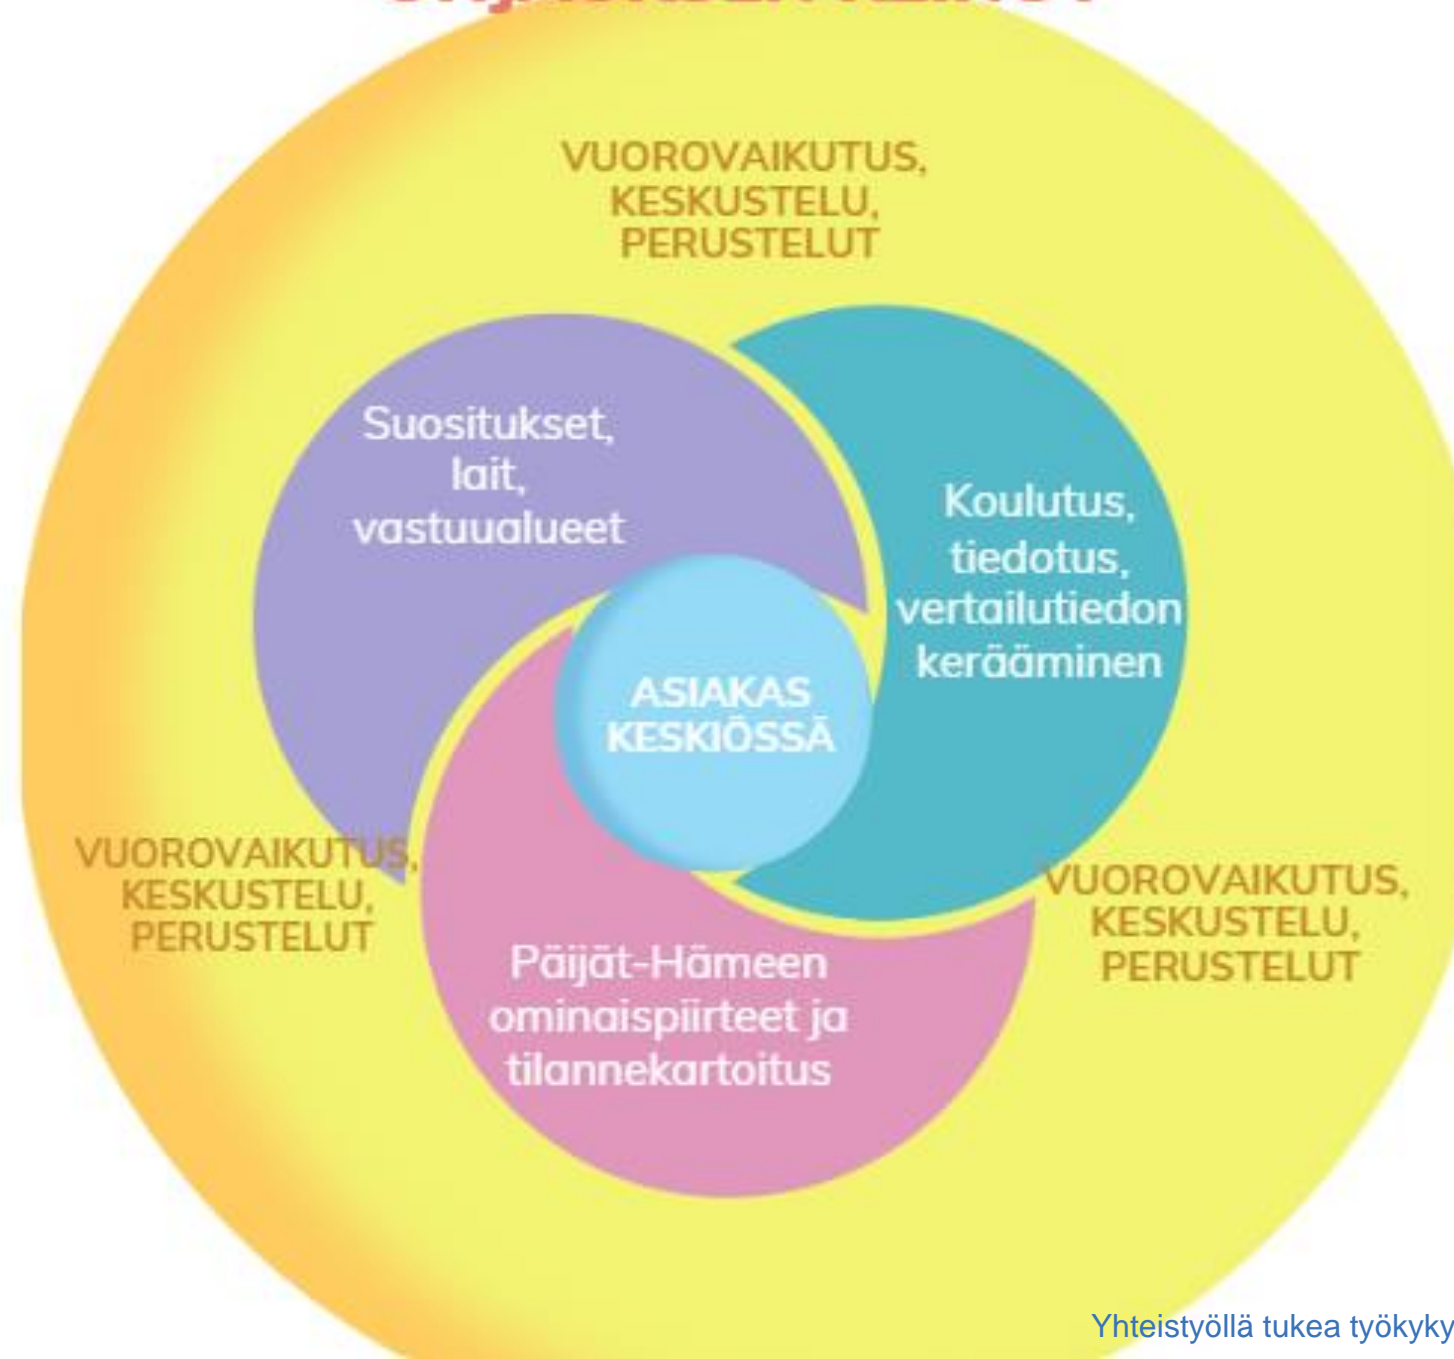 VUOROVAIKUTUS,
KESKUSTELU,
PERUSTELUT
Suositukset,
lait,
vastuualueet
Koulutus,
tiedotus,
vertailutiedon
kerääminen
ASIAKAS
KESKIÖSSÄ
VUOROVAIKUTUS,
KESKUSTELU,
PERUSTELUT
VUOROVAIKUTUS,
KESKUSTELU,
PERUSTELUT
Päijät-Hämeen
ominaispiirteet ja
tilannekartoitus
Yhteistyöllä tukea työkyky